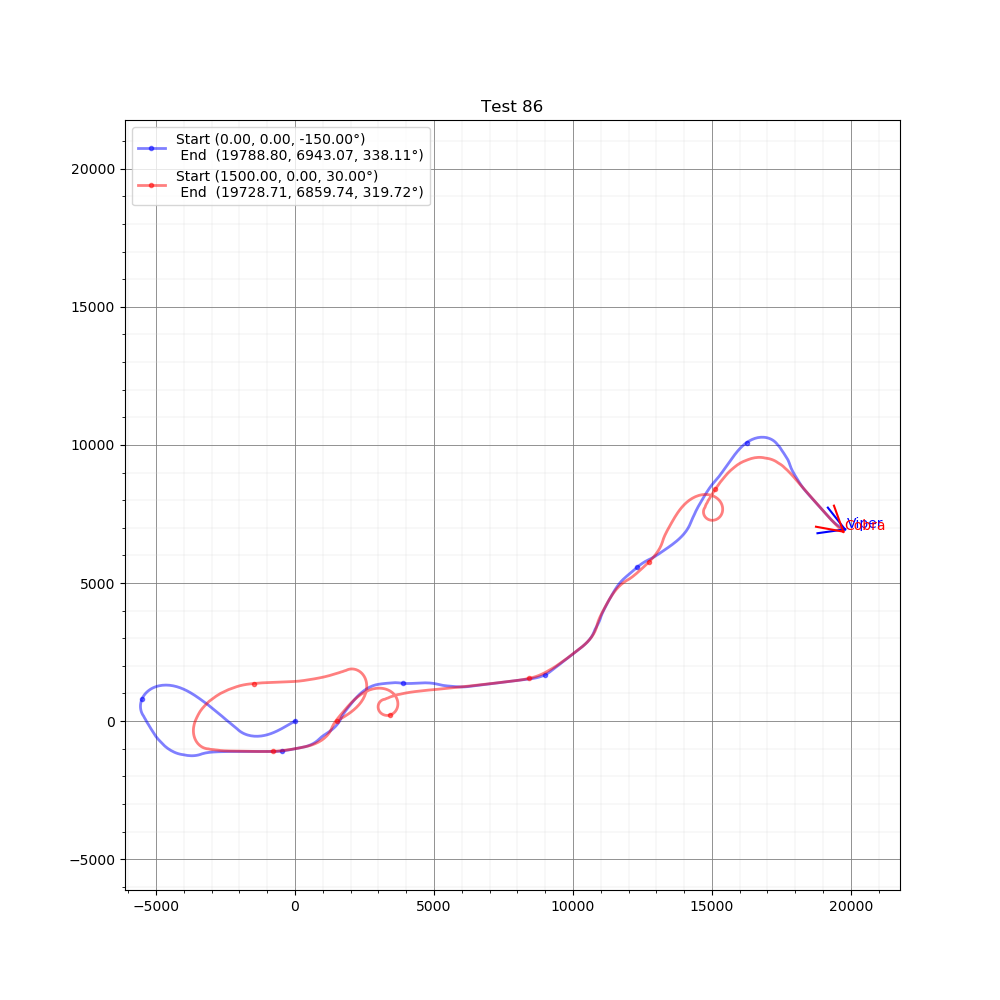 Test 86
Start (0.00, 0.00, -150.00°)
End  (19788.80, 6943.07, 338.11°)
Start (1500.00, 0.00, 30.00°)
End  (19728.71, 6859.74, 319.72°)
20000
15000
10000
5000
0
−5000
Viper
Cobra
−5000 0 5000 10000 15000 20000